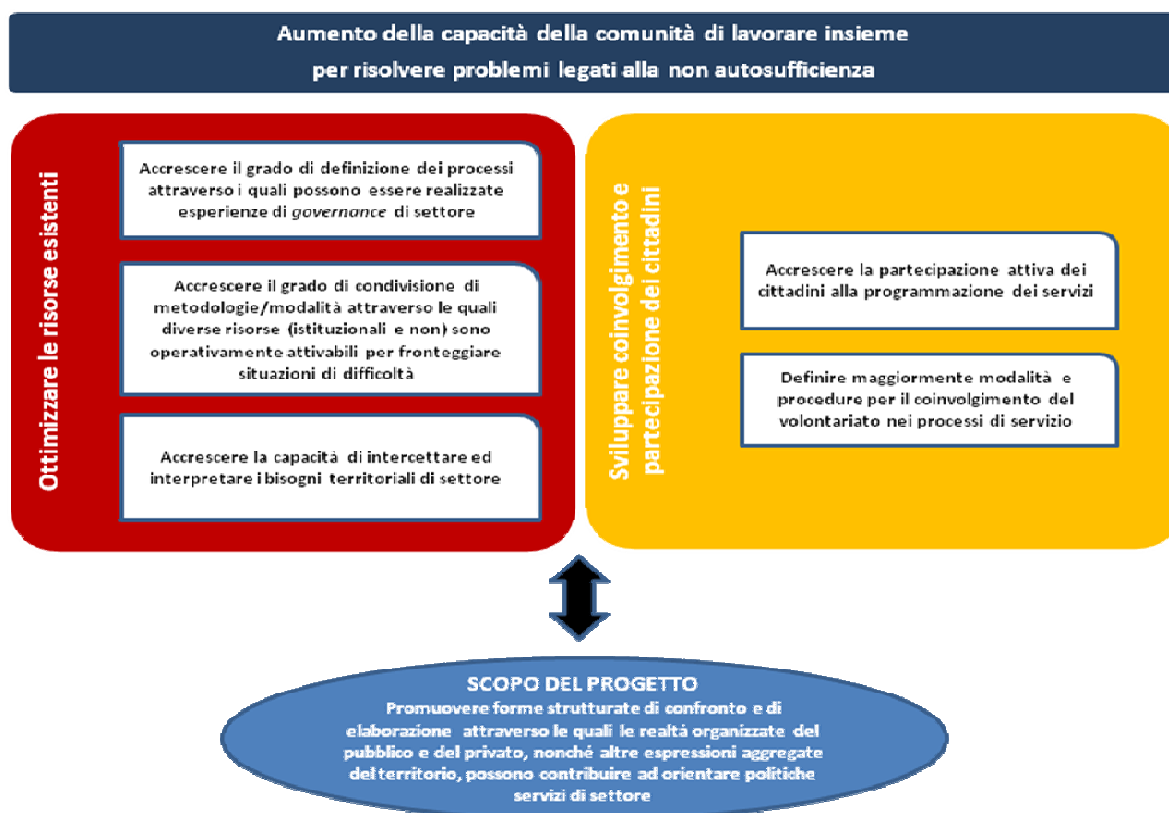 Aumento della capacità della comunità di lavorare insieme
per risolvere problemi legati alla non autosufficienza
Ottimizzare le risorse esistenti
Accrescere il grado di definizione dei processi
attraverso i quali possono essere realizzate
esperienze di governance di settore
Accrescere il grado di condivisione di
metodologie/modalità attraverso le quali
diverse risorse (istituzionali e non) sono
operativamente attivabili per fronteggiare
situazioni di difficoltà
Accrescere la capacità di intercettare ed
interpretare i bisogni territoriali di settore
Sviluppare coinvolgimento e
partecipazione dei cittadini
Accrescere la partecipazione attiva dei
cittadini alla programmazione dei servizi
Definire maggiormente modalità e
procedure per il coinvolgimento del
volontariato nei processi di servizio
SCOPO DEL PROGETTO
Promuovere forme strutturate di confronto e di
elaborazione attraverso le quali le realtà organizzate del
pubblico e del privato, nonché altre espressioni aggregate
del territorio, possono contribuire ad orientare politiche
servizi di settore